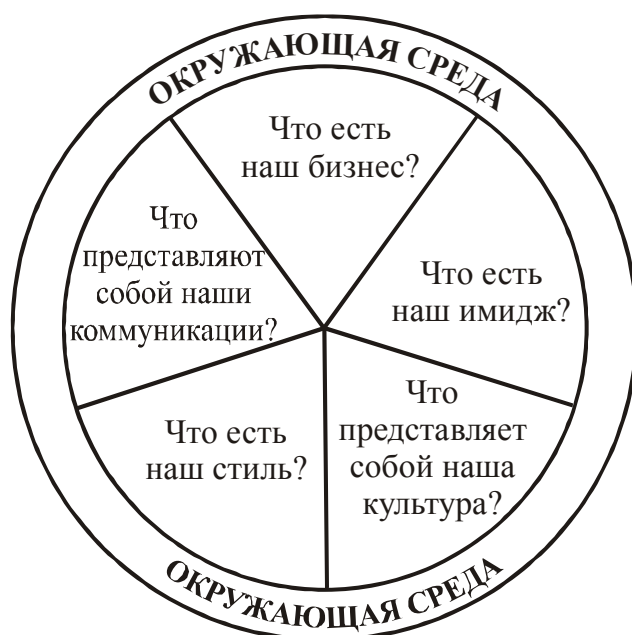 ОКРУЖАЮЩАЯ СРЕДА
Что есть
наш бизнес?
Что есть
наш имидж?
Что
представляет
собой наша
культура?
Что есть
наш стиль?
Что
представляют
собой наши
коммуникации?
ОКРУЖАЮЩАЯ СРЕДА